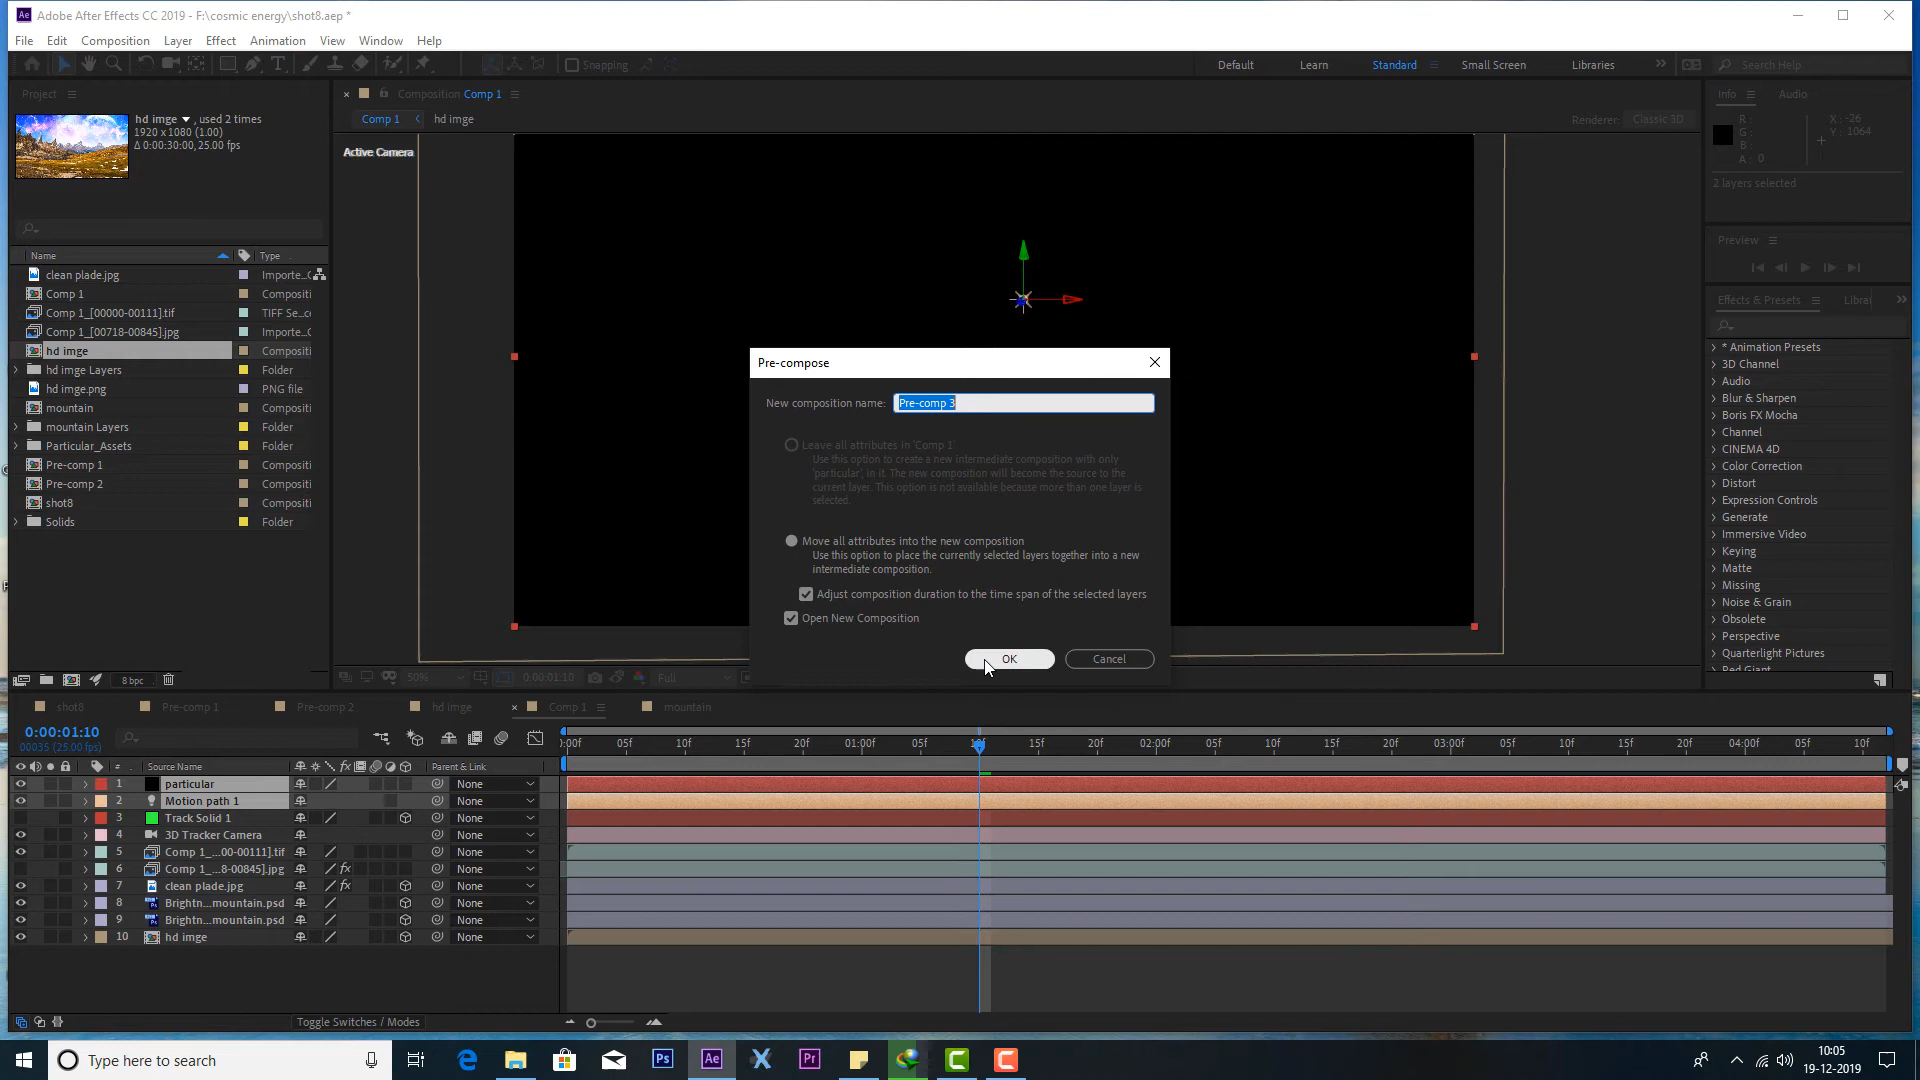 Adobe After Effects CC 2019 - F:\cosmic energy\shot8.aep *
File Edit Composition Layer Effect Animation View Window Help
Snapping
Default Learn Standard Small Screen Libraries
Search Help
Project
Composition Comp 1
Info Audio
hd imge , used 2 times
1920 x 1080 (1.00)
Δ 0:00:30:00, 25.00 fps
Comp 1 hd imge
Renderer: Classic 3D
Active Camera
R :
G :
B :
A : 0
X : -26
Y : 1064
2 layers selected
Preview
Effects & Presets
Name Type
clean plade.jpg Importe...
Comp 1 Compositi
Comp 1_[00000-00111].tif TIFF Se...
Comp 1_[00718-00845].jpg Importe...
hd imge Compositi
hd imge Layers Folder
hd imge.png PNG file
mountain Compositi
mountain Layers Folder
Particular_Assets Folder
Pre-comp 1 Compositi
Pre-comp 2 Compositi
shot8 Compositi
Solids Folder
8 bpc
* Animation Presets
3D Channel
Audio
Blur & Sharpen
Boris FX Mocha
Channel
CINEMA 4D
Color Correction
Distort
Expression Controls
Generate
Immersive Video
Keying
Matte
Missing
Noise & Grain
Obsolete
Perspective
Quarterlight Pictures
Red Giant
Pre-compose
New composition name: Pre-comp 3
Leave all attributes in 'Comp 1'
Use this option to create a new intermediate composition with only
'particular', in it. The new composition will become the source to the
current layer. This option is not available because more than one layer is
selected.
Move all attributes into the new composition
Use this option to place the currently selected layers together into a new
intermediate composition.
Adjust composition duration to the time span of the selected layers
Open New Composition
OK Cancel
50% 0:00:01:10 Full
shot8 Pre-comp 1 Pre-comp 2 hd imge Comp 1 mountain
0:00:01:10
00035 (25.00 fps)
:00f 05f 10f 15f 20f 01:00f 05f 10f 15f 20f 02:00f 05f 10f 15f 20f 03:00f 05f 10f 15f 20f 04:00f 05f 10f
# Source Name fx Parent & Link
1 particular None
2 Motion path 1 None
3 Track Solid 1 None
4 3D Tracker Camera None
5 Comp 1_...00-00111].tif None
6 Comp 1_...8-00845].jpg fx None
7 clean plade.jpg fx None
8 Brightn...mountain.psd None
9 Brightn...mountain.psd None
10 hd imge None
Toggle Switches / Modes
Type here to search
Ps Ae Pr
10:05
19-12-2019